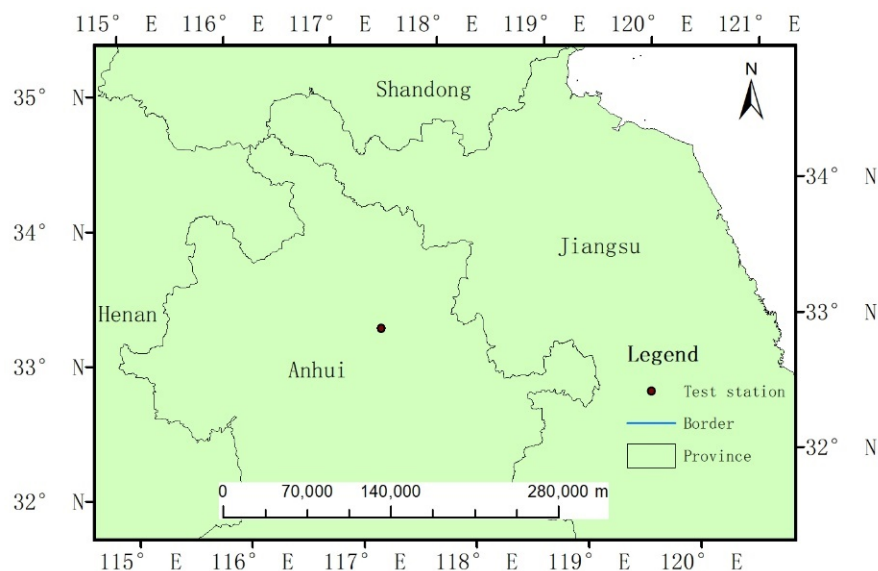 115° E 116° E 117° E 118° E 119° E 120° E 121° E
N
35° N
Shandong
34° N
34° N
Jiangsu
33° N
Henan
33° N
Anhui
Legend
Test station
Border
Province
32° N
32° N
0 70,000 140,000 280,000 m
115° E 116° E 117° E 118° E 119° E 120° E